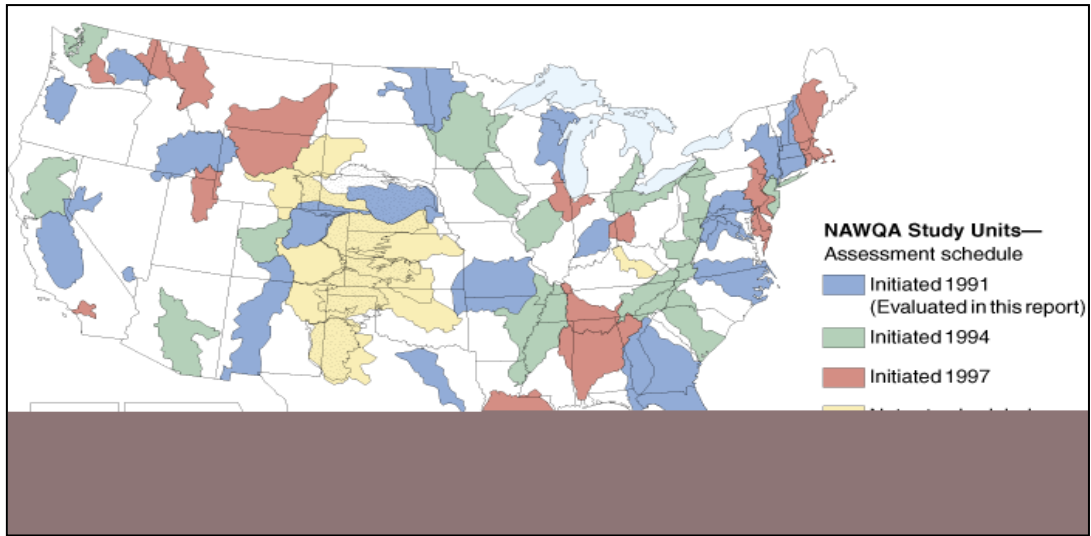 NAWQA Study Units—
Assessment schedule
Initiated 1991
(Evaluated in this report)
Initiated 1994
Initiated 1997